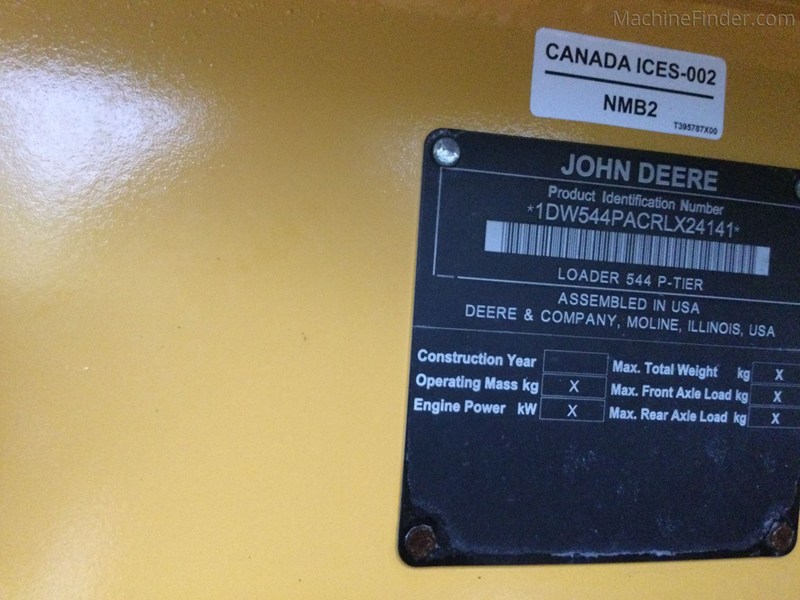 MachineFinder.com
CANADA ICES-002
NMB2
T395787X00
JOHN DEERE
Product Identification Number
*1DW544PACRLX24141*
LOADER 544 P-TIER
ASSEMBLED IN USA
DEERE & COMPANY, MOLINE, ILLINOIS, USA
Construction Year Max. Total Weight kg X
Operating Mass kg X Max. Front Axle Load kg X
Engine Power kW X Max. Rear Axle Load kg X